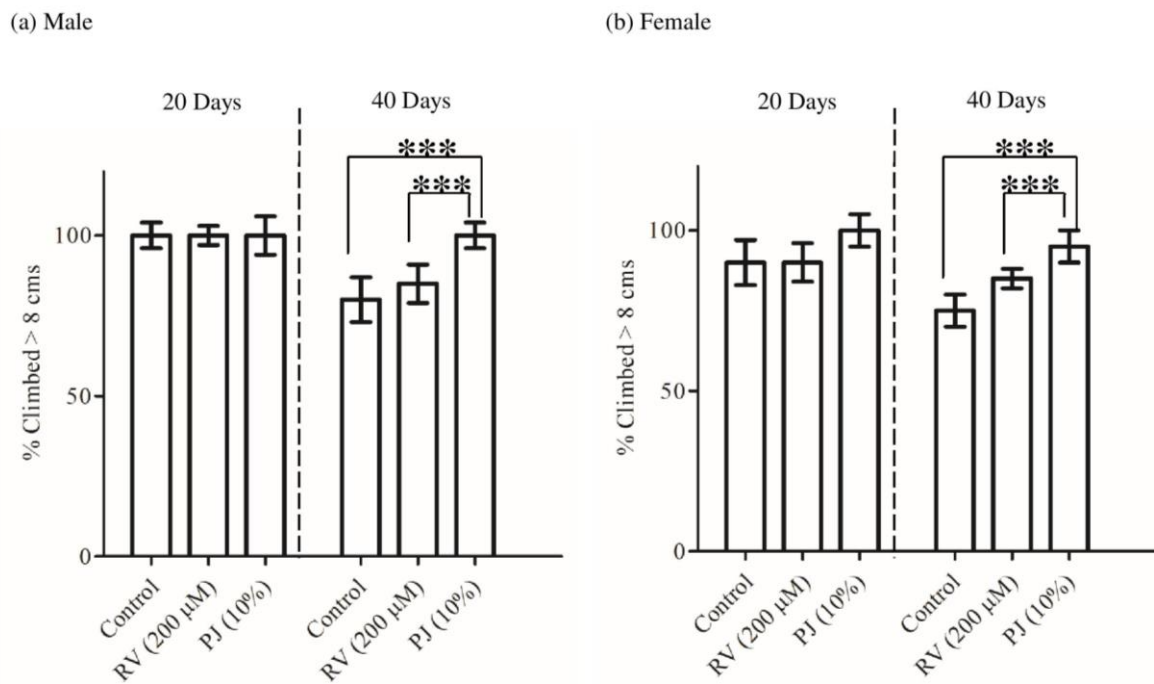 (a) Male
20 Days
40 Days
***
***
% Climbed > 8 cms
100
50
0
Control
RV (200 µM)
PJ (10%)
Control
RV (200 µM)
PJ (10%)
(b) Female
20 Days
40 Days
***
***
% Climbed > 8 cms
100
50
0
Control
RV (200 µM)
PJ (10%)
Control
RV (200 µM)
PJ (10%)